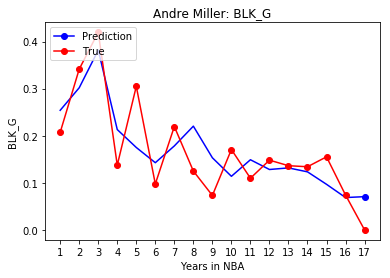 Andre Miller: BLK_G
Prediction
True
BLK_G
0.4
0.3
0.2
0.1
0.0
1 2 3 4 5 6 7 8 9 10 11 12 13 14 15 16 17
Years in NBA